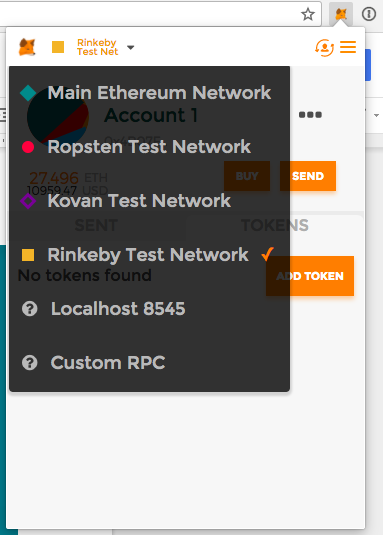 Rinkeby
Test Net
Main Ethereum Network
Account 1
Ropsten Test Network
27.496 ETH
BUY
SEND
10959.47 USD
Kovan Test Network
SENT
TOKENS
Rinkeby Test Network
No tokens found
ADD TOKEN
Localhost 8545
Custom RPC